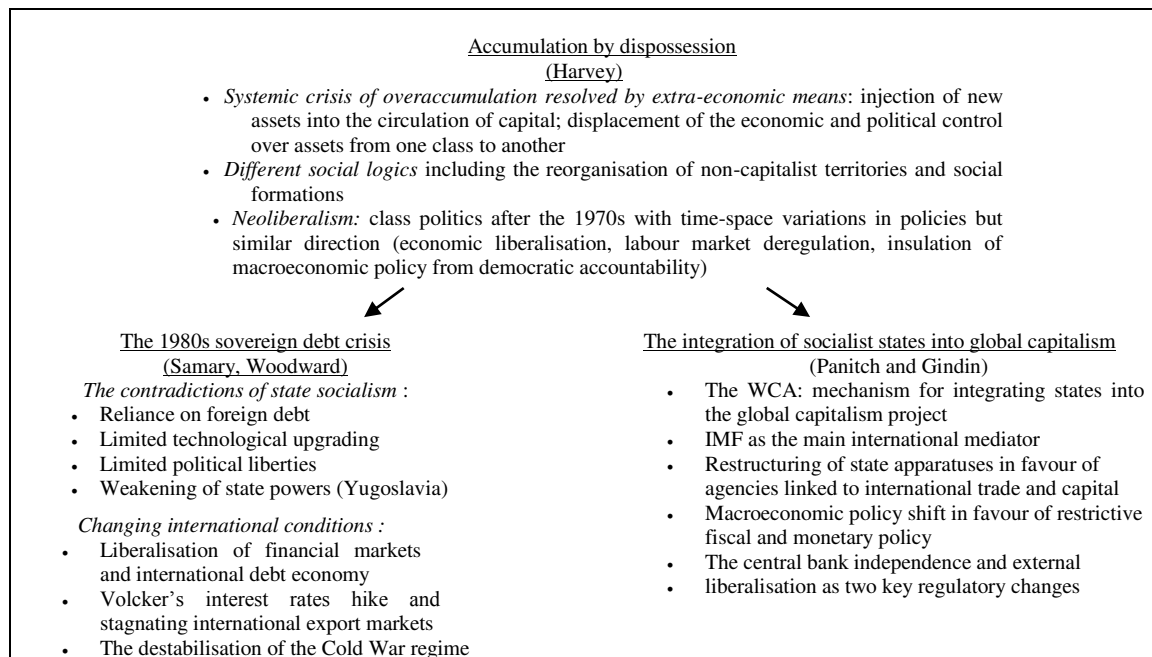 Accumulation by dispossession
(Harvey)
• Systemic crisis of overaccumulation resolved by extra-economic means: injection of new
assets into the circulation of capital; displacement of the economic and political control
over assets from one class to another
• Different social logics including the reorganisation of non-capitalist territories and social
formations
• Neoliberalism: class politics after the 1970s with time-space variations in policies but
similar direction (economic liberalisation, labour market deregulation, insulation of
macroeconomic policy from democratic accountability)
The 1980s sovereign debt crisis
(Samary, Woodward)
The contradictions of state socialism :
• Reliance on foreign debt
• Limited technological upgrading
• Limited political liberties
• Weakening of state powers (Yugoslavia)
Changing international conditions :
• Liberalisation of financial markets
and international debt economy
• Volcker's interest rates hike and
stagnating international export markets
• The destabilisation of the Cold War regime
The integration of socialist states into global capitalism
(Panitch and Gindin)
• The WCA: mechanism for integrating states into
the global capitalism project
• IMF as the main international mediator
• Restructuring of state apparatuses in favour of
agencies linked to international trade and capital
• Macroeconomic policy shift in favour of restrictive
fiscal and monetary policy
• The central bank independence and external
• liberalisation as two key regulatory changes